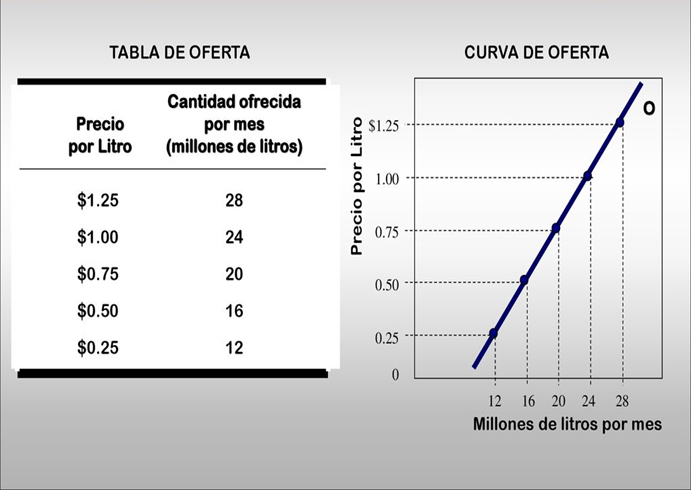 TABLA DE OFERTA
Precio
por Litro
Cantidad ofrecida
por mes
(millones de litros)
$1.25 28
$1.00 24
$0.75 20
$0.50 16
$0.25 12
CURVA DE OFERTA
Precio por Litro
$1.25
1.00
0.75
0.50
0.25
0
O
12 16 20 24 28
Millones de litros por mes